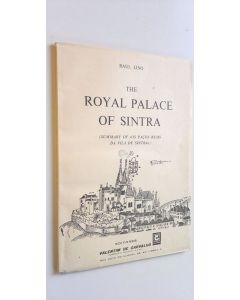 RAUL LINO
THE
ROYAL PALACE
OF SINTRA
(SUMMARY OF «OS PAÇOS REAIS
DA VILA DE SINTRA»)
EDITORES
VALENTIM DE CARVALHO